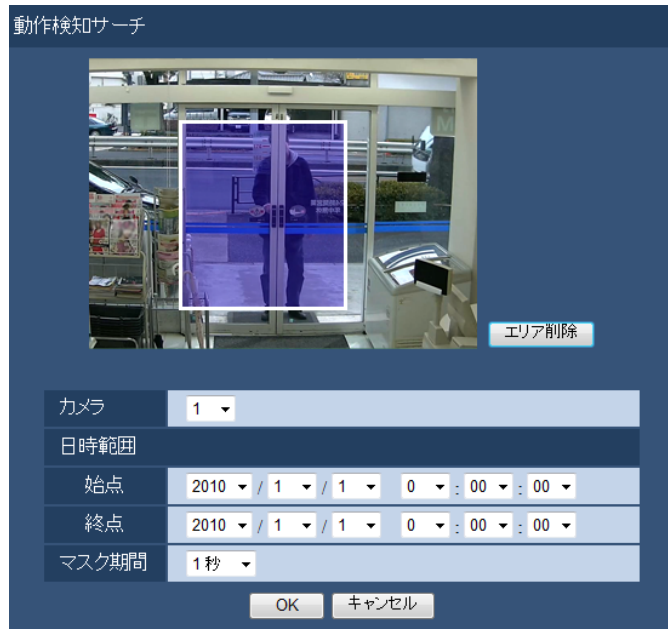 動作検知サーチ
エリア削除
カメラ 1
日時範囲
始点 2010 / 1 / 1 0 : 00 : 00
終点 2010 / 1 / 1 0 : 00 : 00
マスク期間 1秒
OK キャンセル